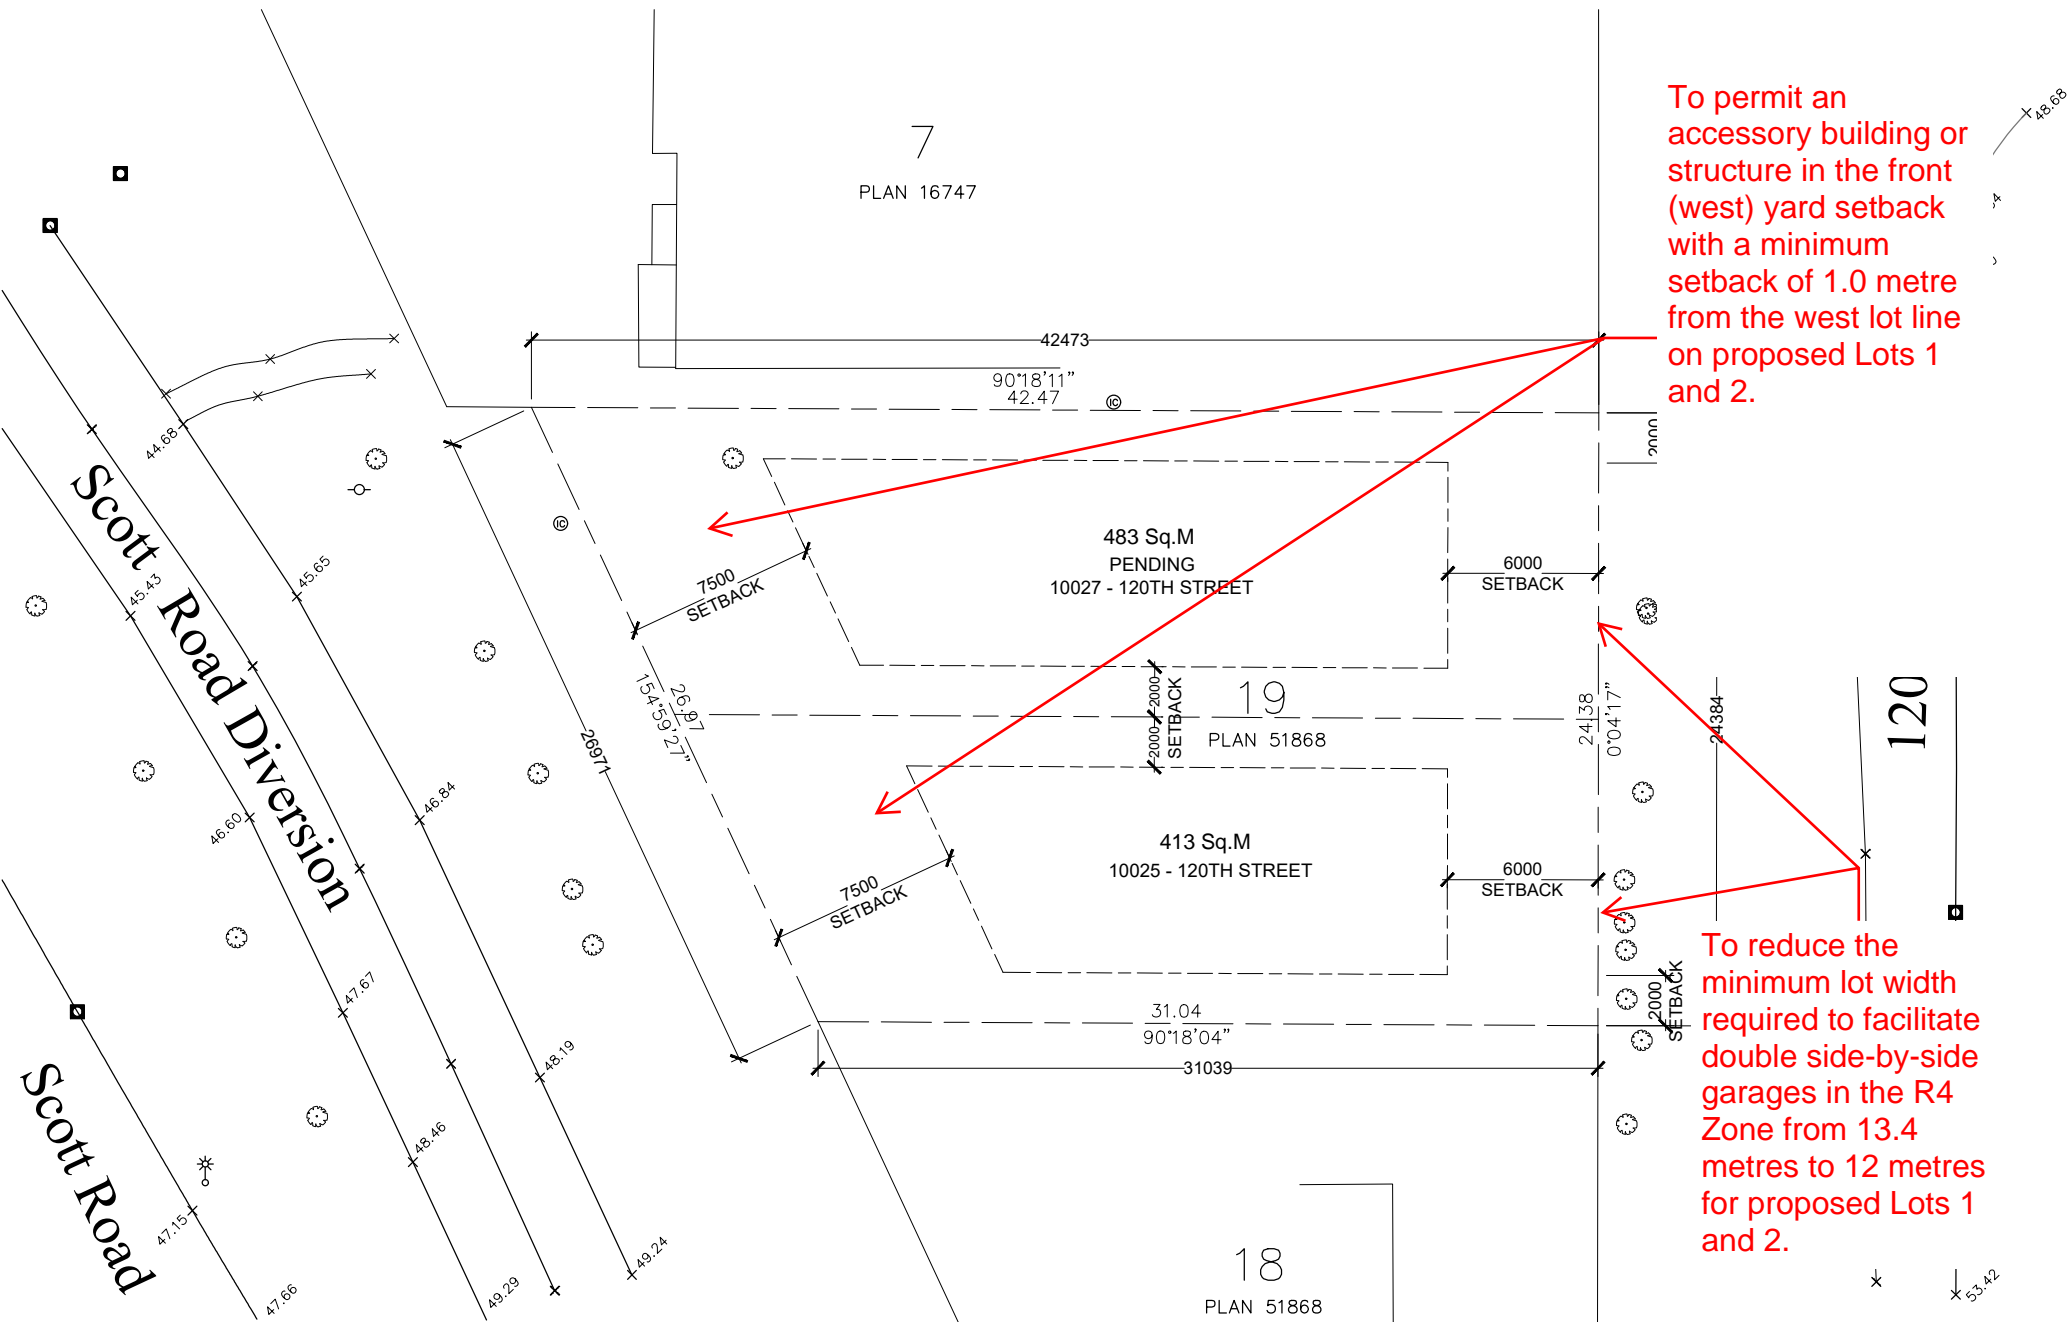 7
PLAN 16747
To permit an
accessory building or
structure in the front
(west) yard setback
with a minimum
setback of 1.0 metre
from the west lot line
on proposed Lots 1
and 2.
48.68
42473
90°18'11"
42.47
IC
2000
44.68
Scott Road Diversion
IC
45.43
45.65
7500
SETBACK
483 Sq.M
PENDING
10027 - 120TH STREET
6000
SETBACK
26.97
154°59'27"
26971
2000
2000
SETBACK
19
PLAN 51868
24.38
0°04'17"
24384
120
46.60
46.84
7500
SETBACK
413 Sq.M
10025 - 120TH STREET
6000
SETBACK
To reduce the
minimum lot width
required to facilitate
double side-by-side
garages in the R4
Zone from 13.4
metres to 12 metres
for proposed Lots 1
and 2.
47.67
31.04
90°18'04"
31039
2000
SETBACK
48.19
Scott Road
48.46
47.15
47.66
49.29
49.24
18
PLAN 51868
53.42